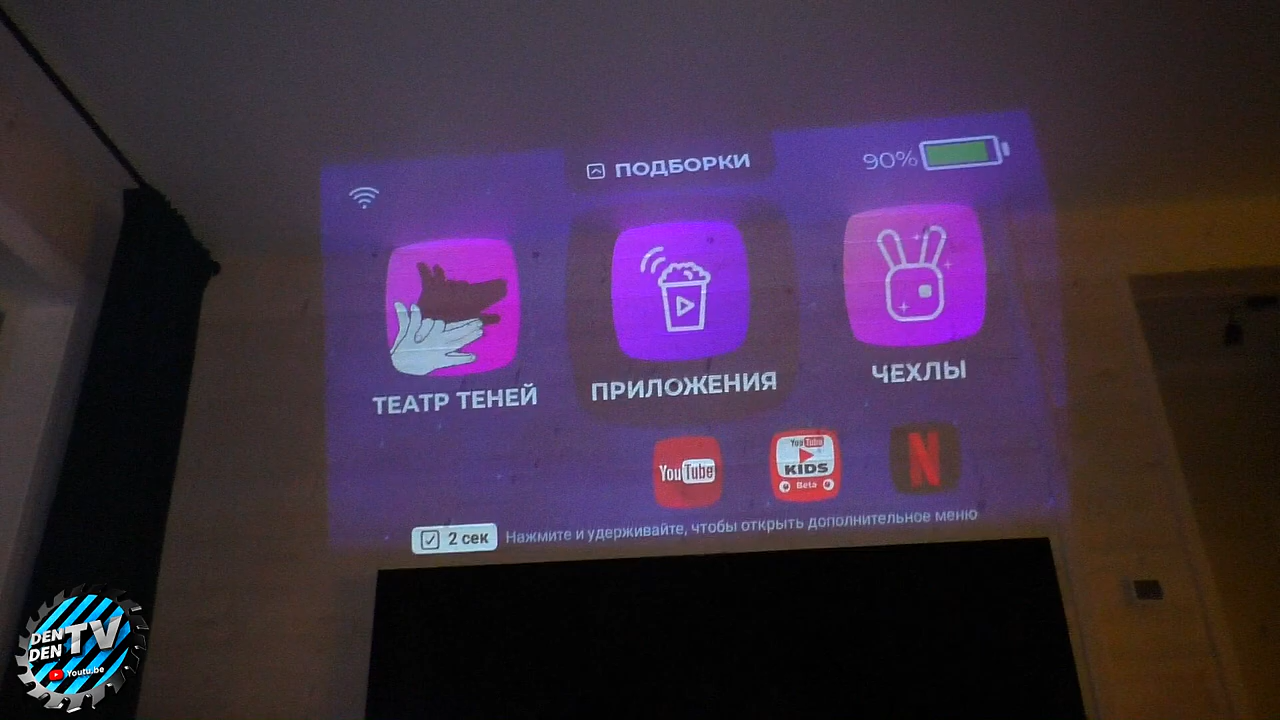 ПОДБОРКИ
90%
ТЕАТР ТЕНЕЙ
ПРИЛОЖЕНИЯ
ЧЕХЛЫ
YouTube
YouTube
KIDS
Beta
N
2 сек Нажмите и удерживайте, чтобы открыть дополнительное меню
DEN
DEN
TV
Youtu.be